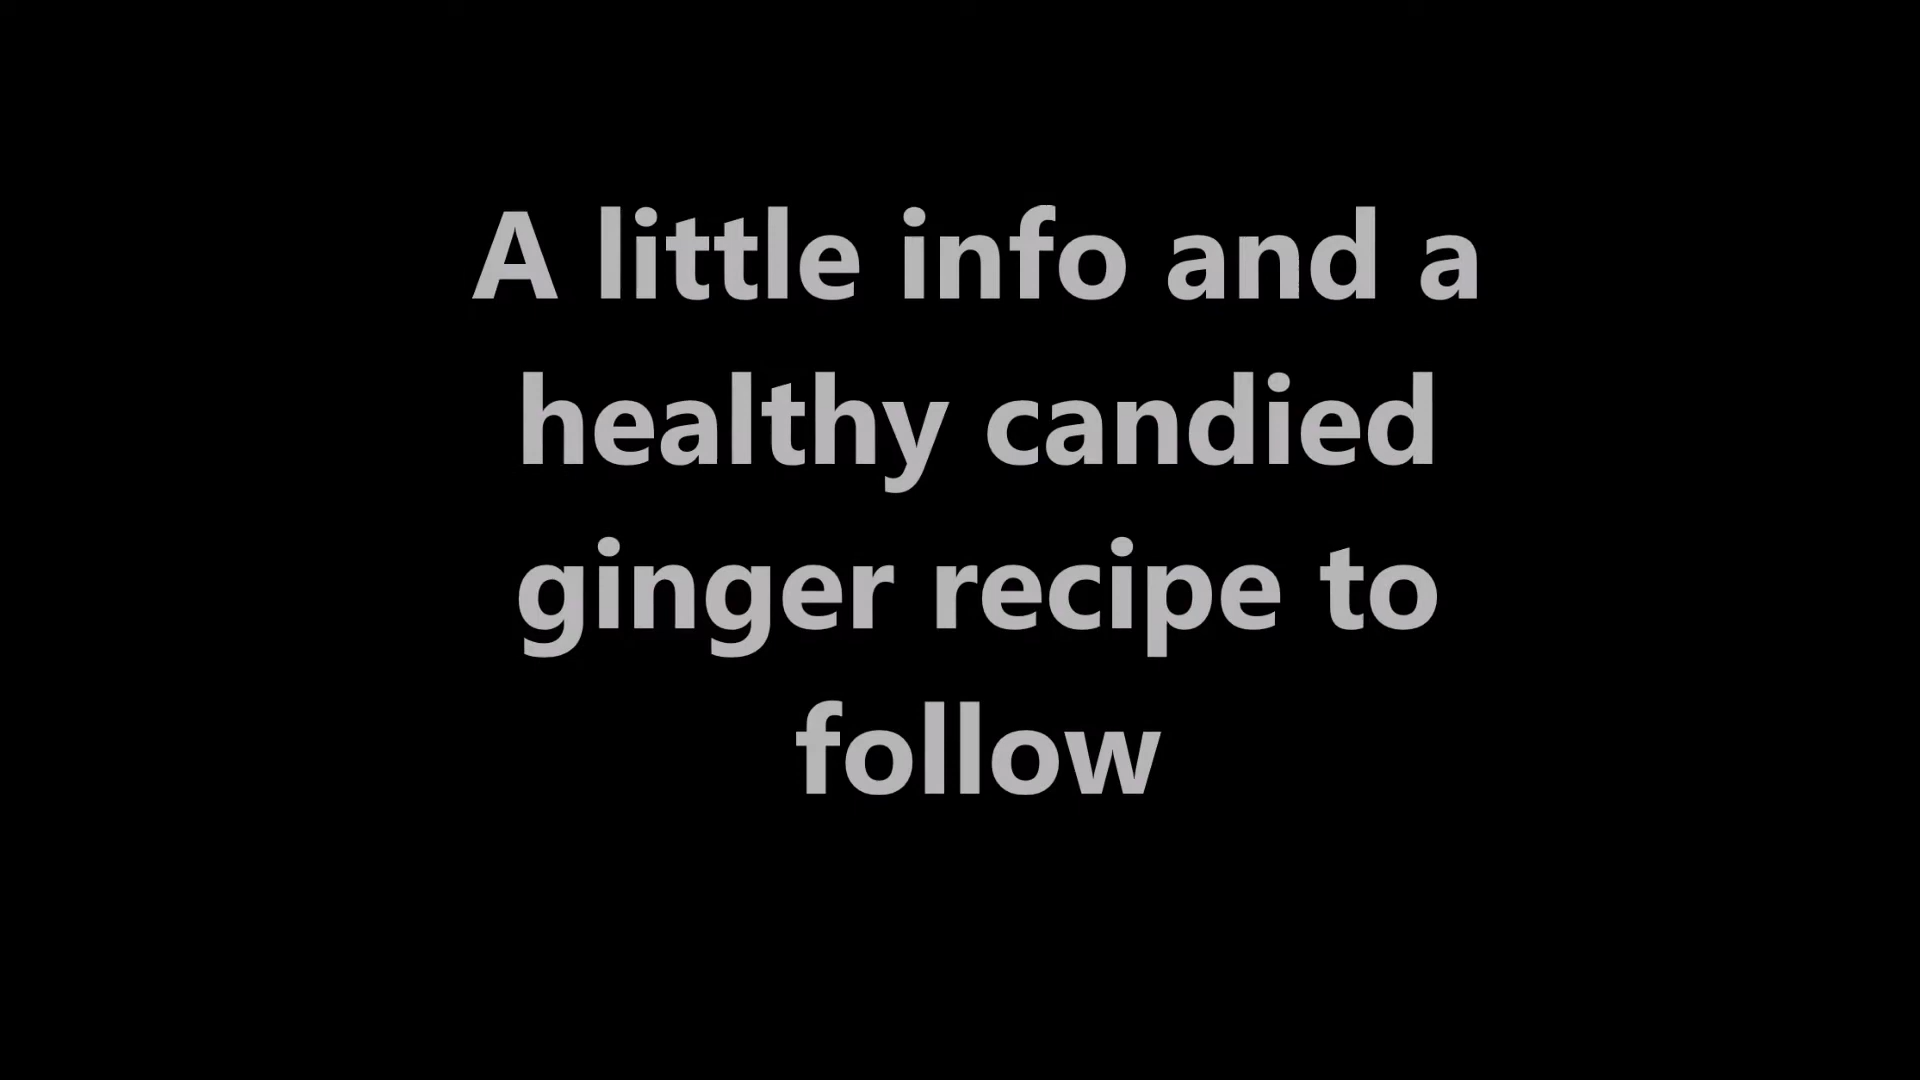 A little info and a
healthy candied
ginger recipe to
follow